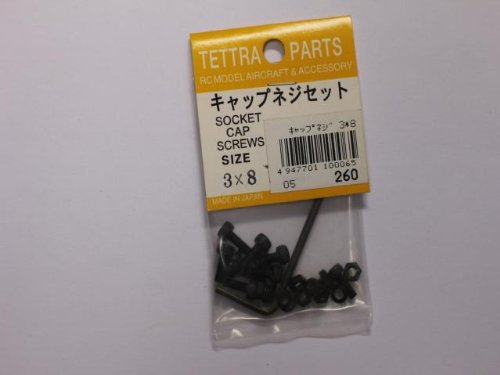 TETTRA PARTS
RC MODEL AIRCRAFT & ACCESSORY
キャップネジセット
SOCKET
CAP
SCREWS
SIZE
3×8
MADE IN JAPAN
キャップネジ 3*8
4 947701 100065
05 260